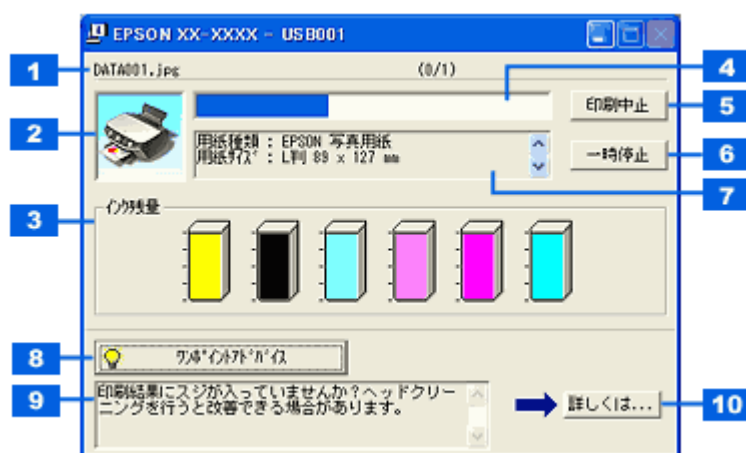 EPSON XX-XXXX - USB001
1
DATA001.jpg
(0/1)
4
2
印刷中止
5
用紙種類 : EPSON 写真用紙
用紙ｻｲｽﾞ : L判 89 x 127 mm
一時停止
6
7
3
ｲﾝｸ残量
8
ﾜﾝﾎﾟｲﾝﾄｱﾄﾞﾊﾞｲｽ
9
印刷結果にスジが入っていませんか？ヘッドクリー
ニングを行うと改善できる場合があります。
詳しくは...
10